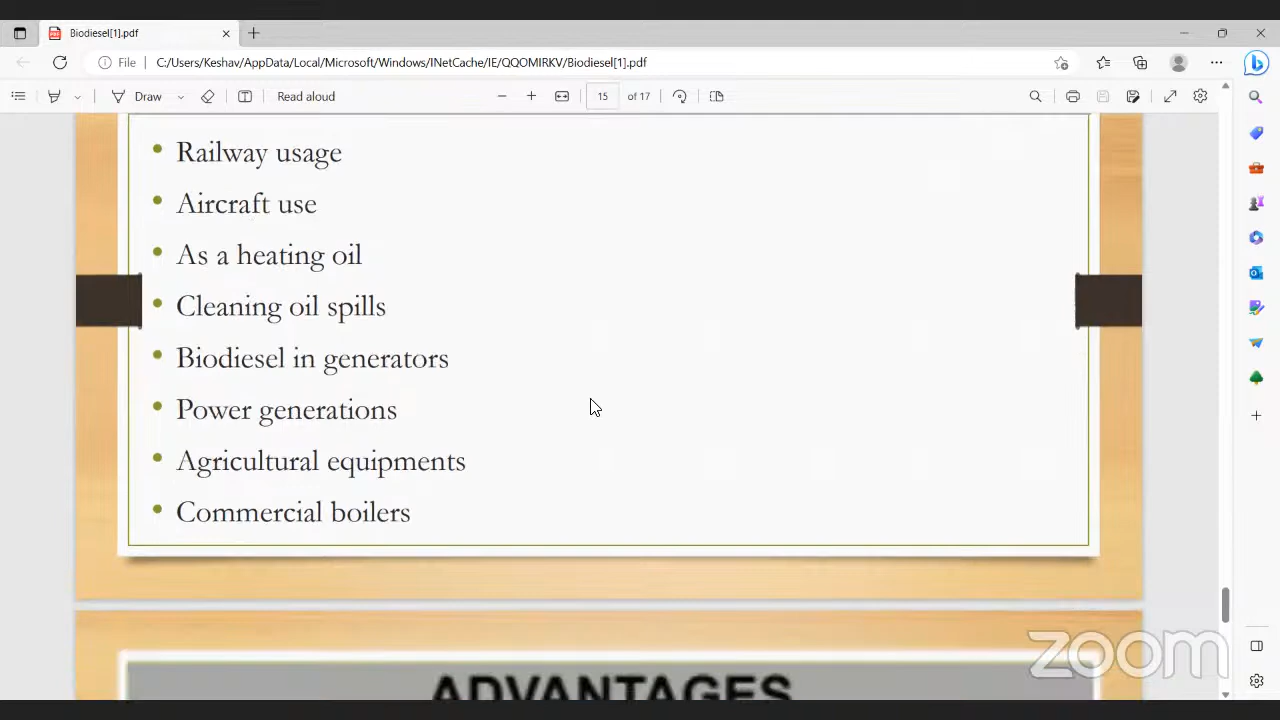 Biodiesel[1].pdf
File
C:/Users/Keshav/AppData/Local/Microsoft/Windows/INetCache/IE/QQOMIRKV/Biodiesel[1].pdf
Draw
Read aloud
15 of 17
Railway usage
Aircraft use
As a heating oil
Cleaning oil spills
Biodiesel in generators
Power generations
Agricultural equipments
Commercial boilers
zoom
ADVANTAGES